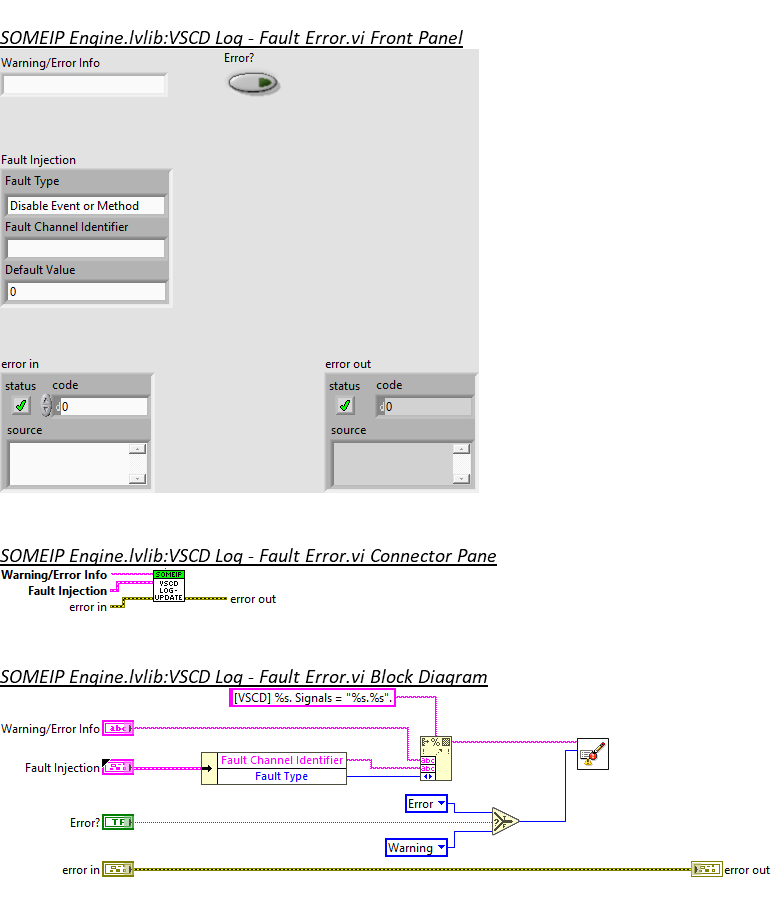 SOMEIP Engine.lvlib:VSCD Log - Fault Error.vi Front Panel
Warning/Error Info
Error?
Fault Injection
Fault Type
Disable Event or Method
Fault Channel Identifier
Default Value
0
error in
error out
status code
status code
0
0
source
source
SOMEIP Engine.lvlib:VSCD Log - Fault Error.vi Connector Pane
Warning/Error Info
Fault Injection
error in
SOMEIP
VSCD
LOG-
UPDATE
error out
SOMEIP Engine.lvlib:VSCD Log - Fault Error.vi Block Diagram
[VSCD] %s. Signals = "%s.%s".
Warning/Error Info
abc
Fault Injection
Fault Channel Identifier
Fault Type
%
abc
abc
Error
Error?
TF
?
T
F
Warning
error in
error out